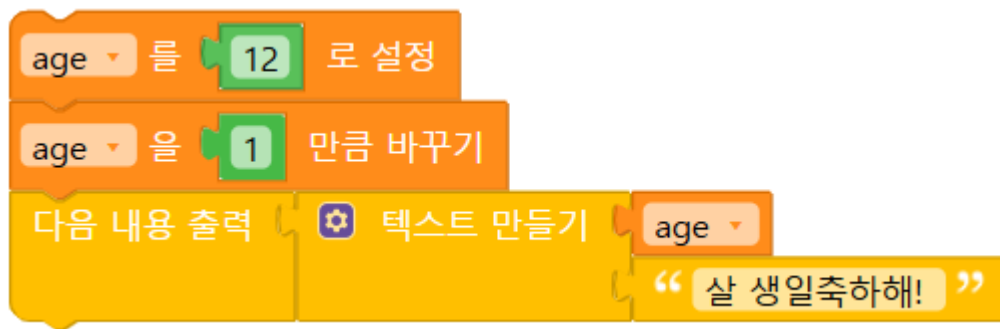 age 를 12 로 설정
age 을 1 만큼 바꾸기
다음 내용 출력 텍스트 만들기 age
“ 살 생일축하해! ”